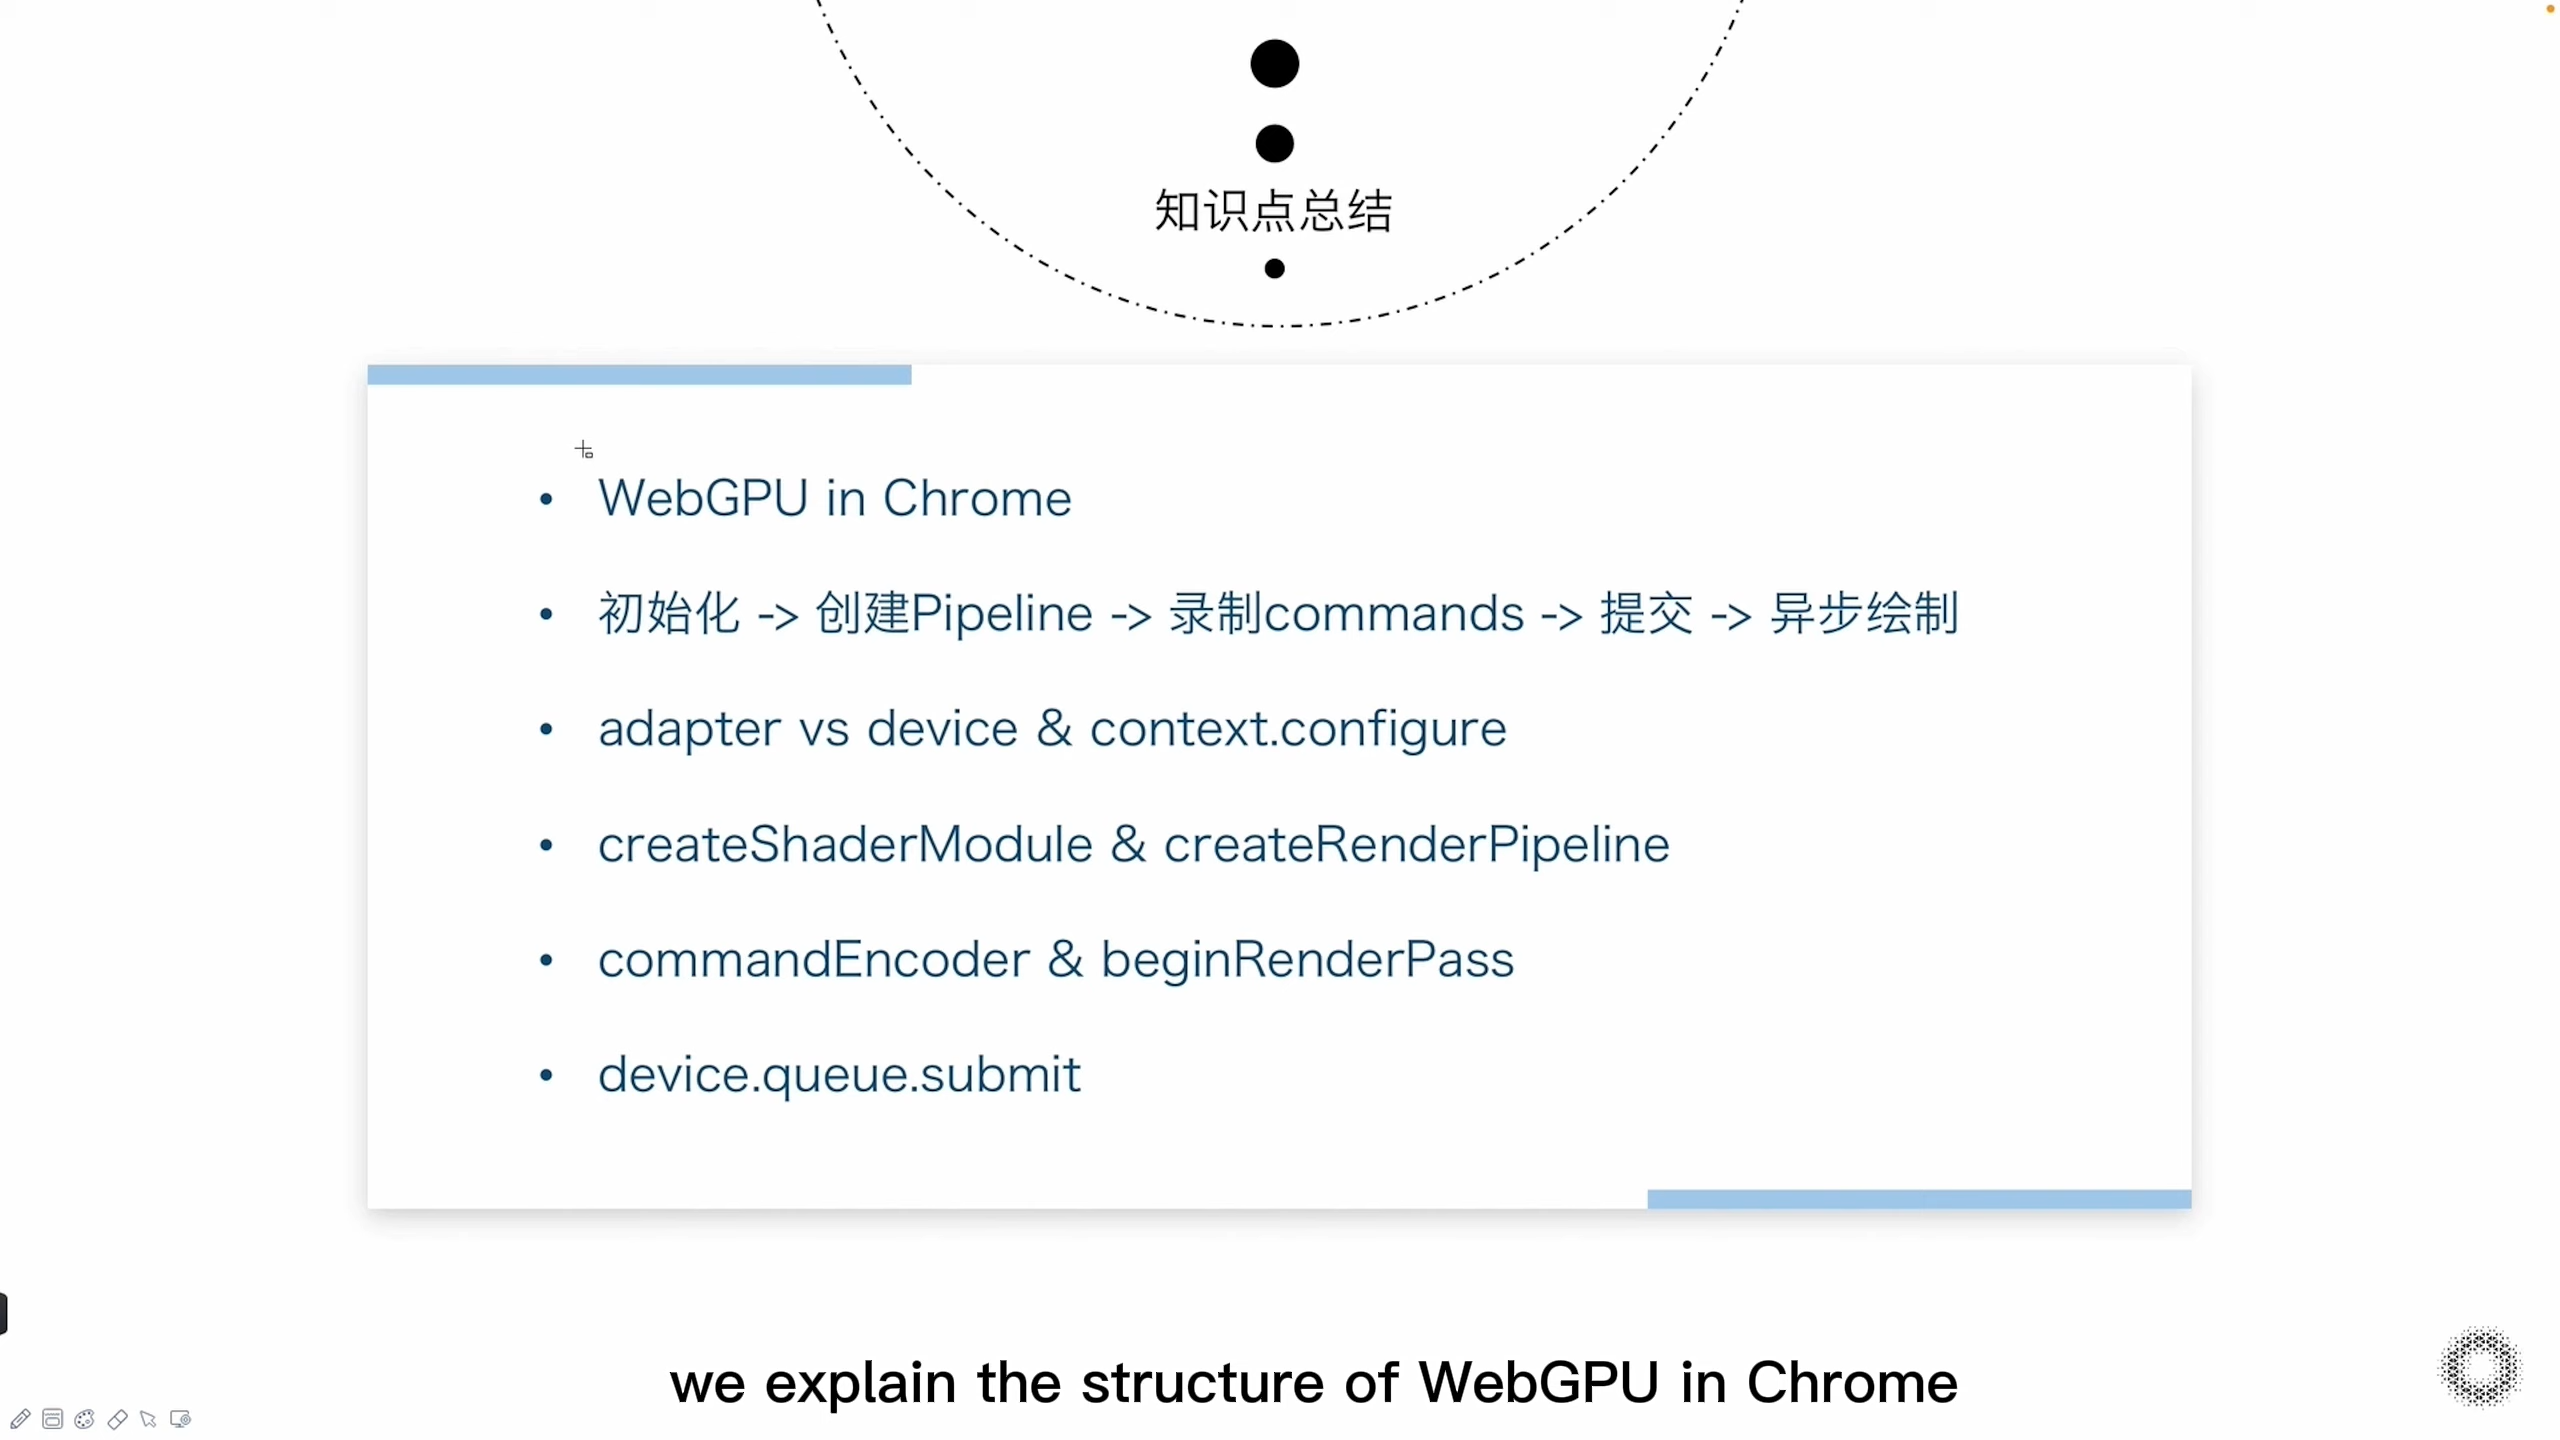 知识点总结
• WebGPU in Chrome
• 初始化 -> 创建Pipeline -> 录制commands -> 提交 -> 异步绘制
• adapter vs device & context.configure
• createShaderModule & createRenderPipeline
• commandEncoder & beginRenderPass
• device.queue.submit
we explain the structure of WebGPU in Chrome